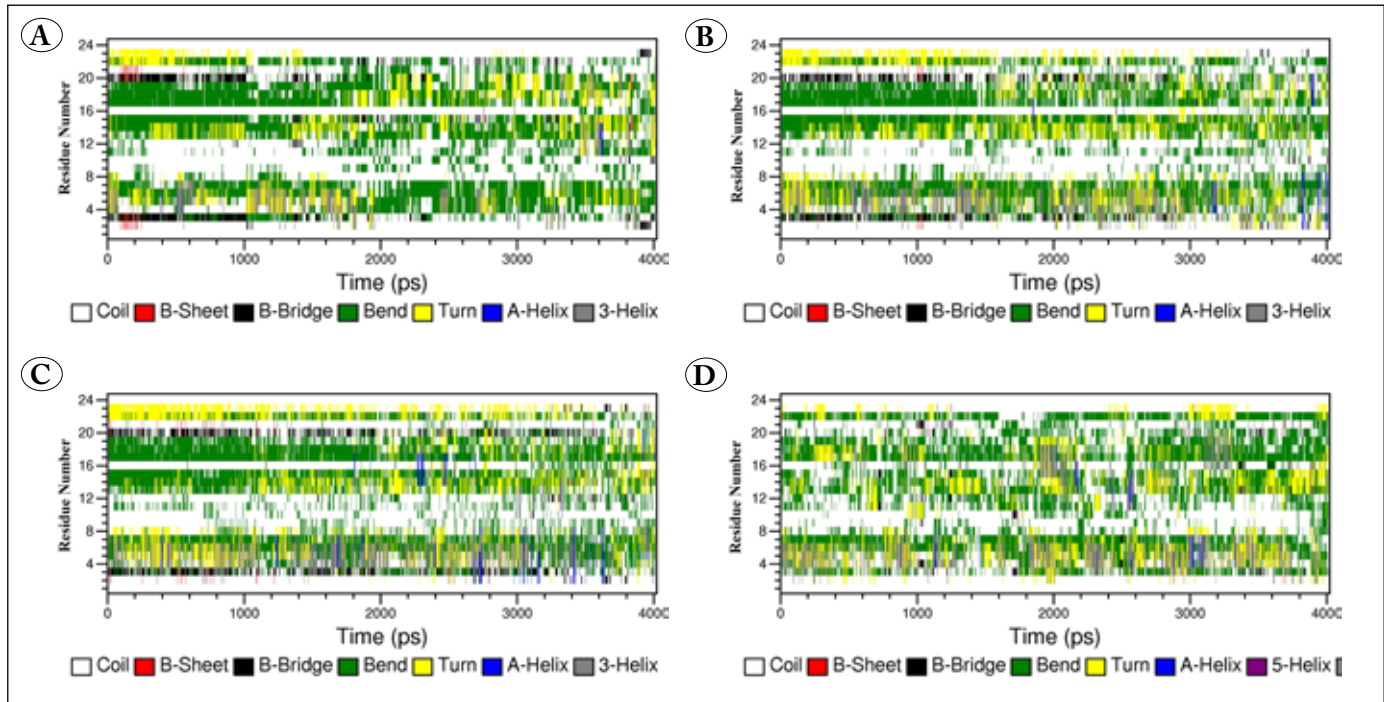 A
24
20
16
12
8
4
Residue Number
0 1000 2000 3000 4000
Time (ps)
Coil B-Sheet B-Bridge Bend Turn A-Helix 3-Helix
B
24
20
16
12
8
4
Residue Number
0 1000 2000 3000 4000
Time (ps)
Coil B-Sheet B-Bridge Bend Turn A-Helix 3-Helix
C
24
20
16
12
8
4
Residue Number
0 1000 2000 3000 4000
Time (ps)
Coil B-Sheet B-Bridge Bend Turn A-Helix 3-Helix
D
24
20
16
12
8
4
Residue Number
0 1000 2000 3000 4000
Time (ps)
Coil B-Sheet B-Bridge Bend Turn A-Helix 5-Helix